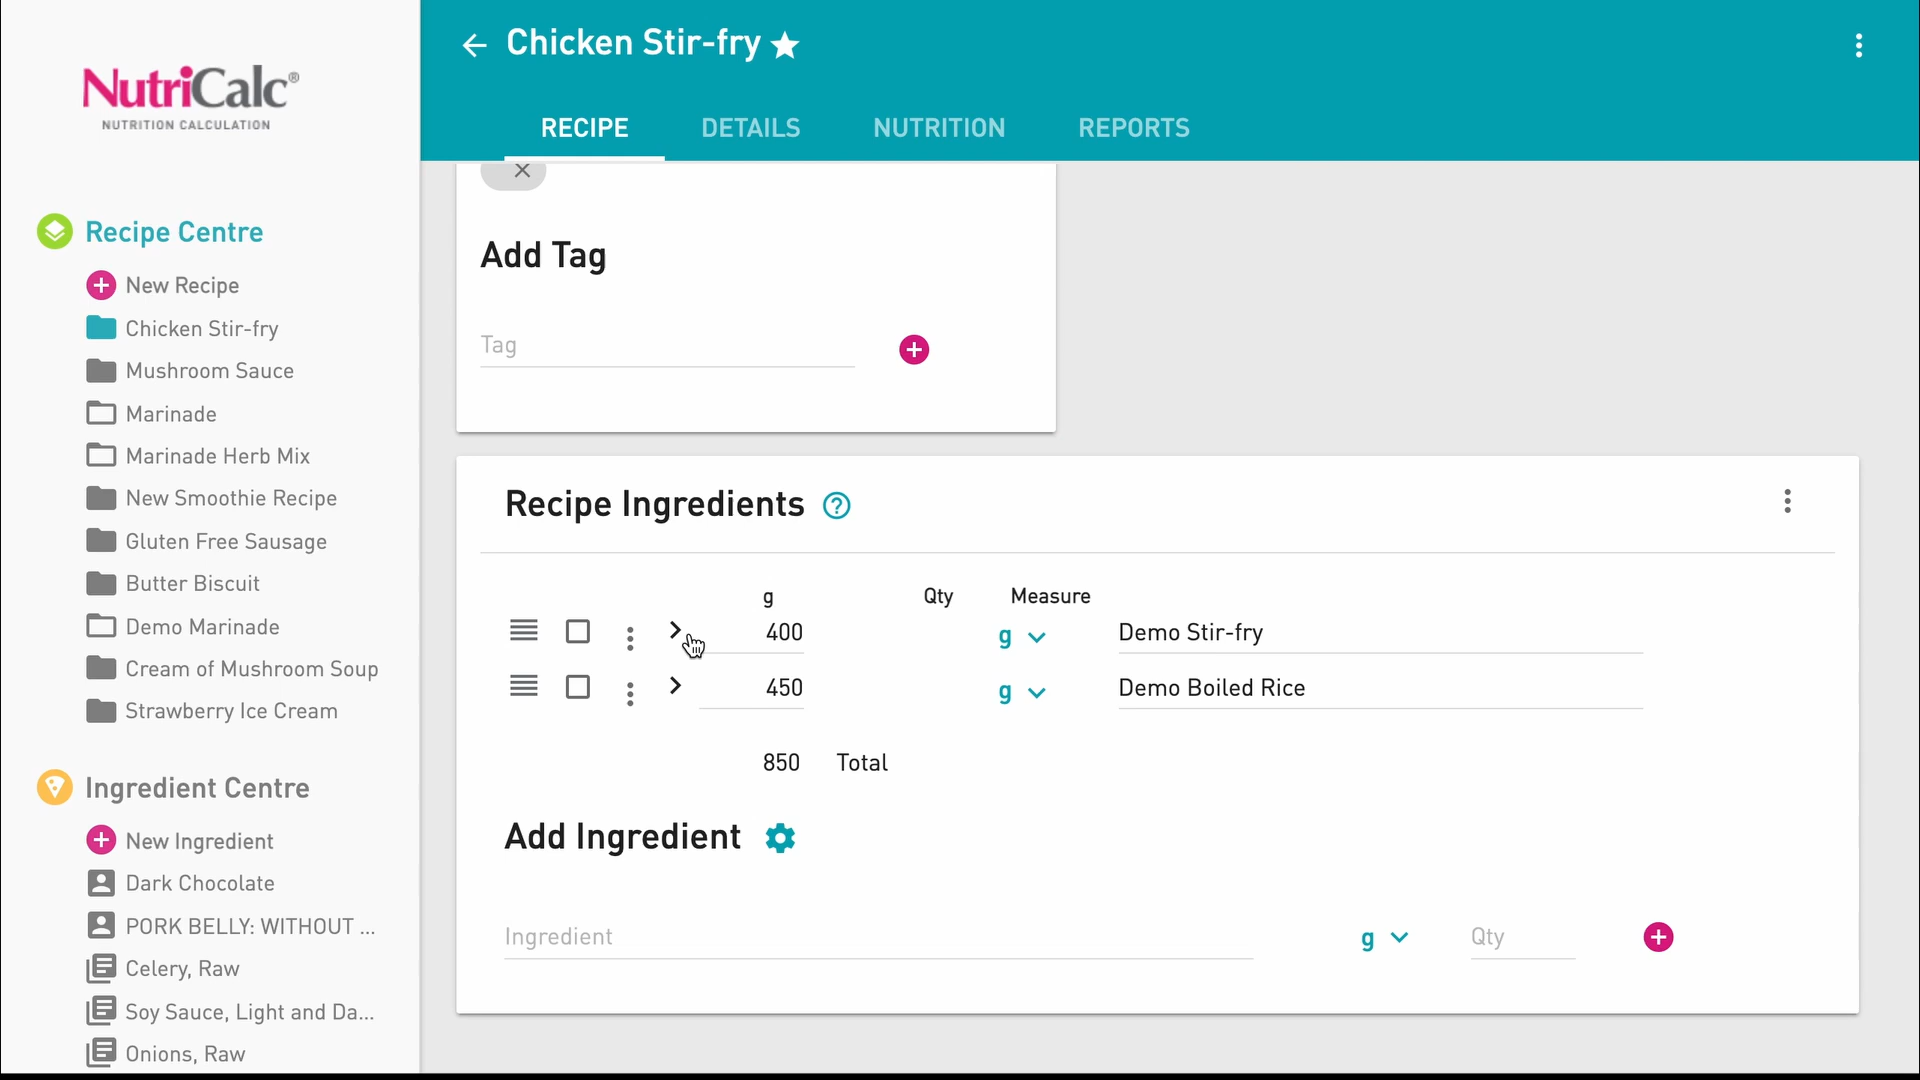 NutriCalc®
NUTRITION CALCULATION
Recipe Centre
New Recipe
Chicken Stir-fry
Mushroom Sauce
Marinade
Marinade Herb Mix
New Smoothie Recipe
Gluten Free Sausage
Butter Biscuit
Demo Marinade
Cream of Mushroom Soup
Strawberry Ice Cream
Ingredient Centre
New Ingredient
Dark Chocolate
PORK BELLY: WITHOUT ...
Celery, Raw
Soy Sauce, Light and Da...
Onions, Raw
Chicken Stir-fry
RECIPE DETAILS NUTRITION REPORTS
Add Tag
Tag
Recipe Ingredients
g Qty Measure
400 g Demo Stir-fry
450 g Demo Boiled Rice
850 Total
Add Ingredient
Ingredient g Qty